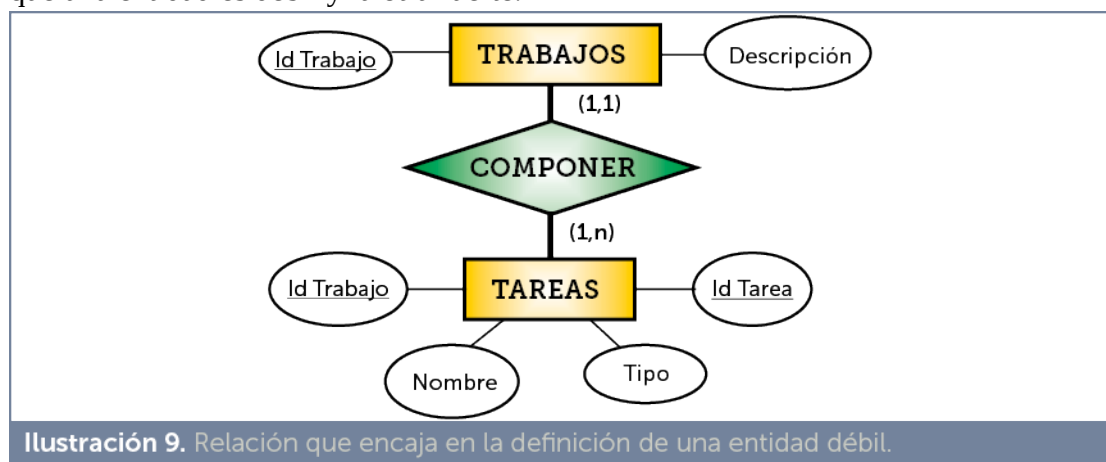 Id Trabajo
TRABAJOS
Descripción
(1,1)
COMPONER
(1,n)
Id Trabajo
TAREAS
Id Tarea
Nombre
Tipo
Ilustración 9. Relación que encaja en la definición de una entidad débil.